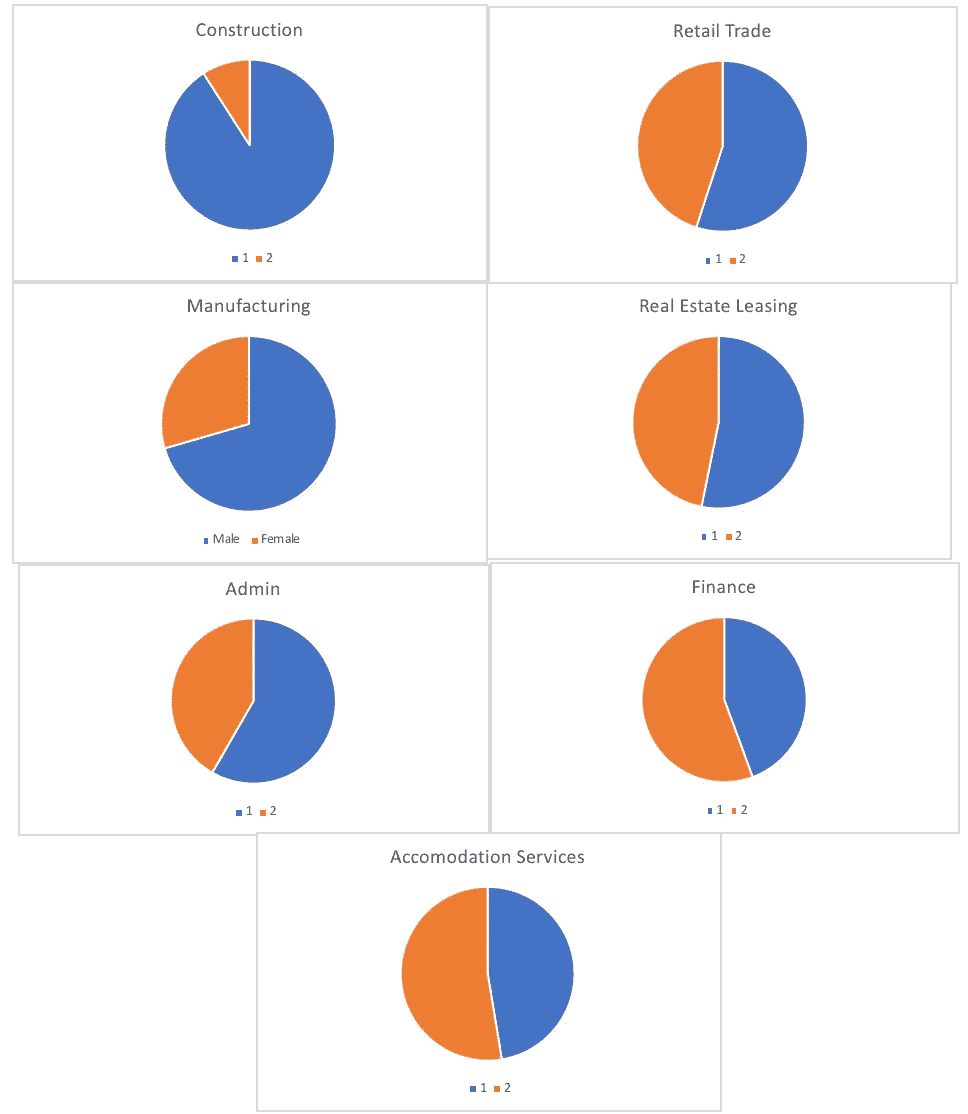 Construction
1 2
Retail Trade
1 2
Manufacturing
Male Female
Real Estate Leasing
1 2
Admin
1 2
Finance
1 2
Accomodation Services
1 2